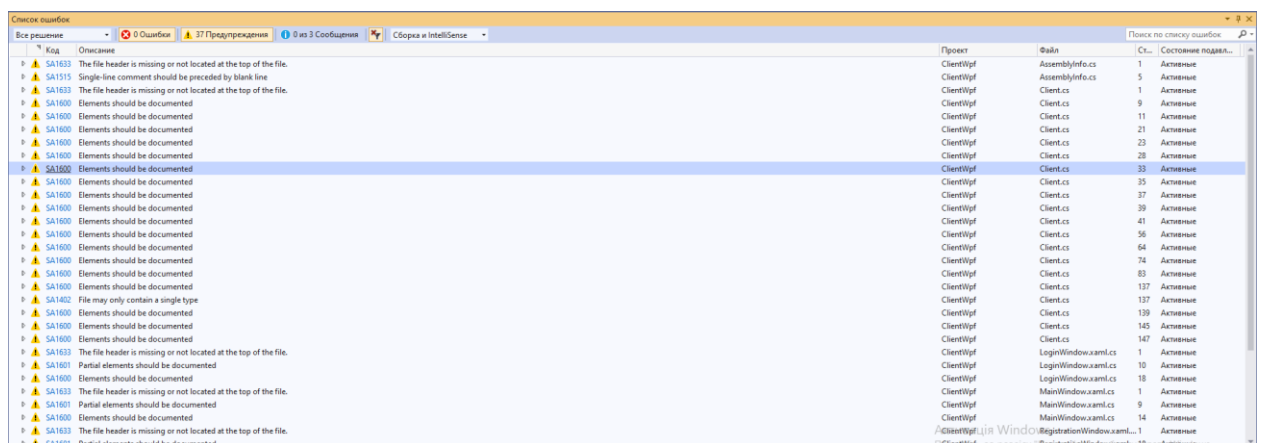 Список ошибок
Все решение 0 Ошибки 37 Предупреждения 0 из 3 Сообщения Сборка и IntelliSense Поиск по списку ошибок
Код Описание Проект Файл Ст... Состояние подавл...
SA1633 The file header is missing or not located at the top of the file. ClientWpf AssemblyInfo.cs 1 Активные
SA1515 Single-line comment should be preceded by blank line ClientWpf AssemblyInfo.cs 5 Активные
SA1633 The file header is missing or not located at the top of the file. ClientWpf Client.cs 1 Активные
SA1600 Elements should be documented ClientWpf Client.cs 9 Активные
SA1600 Elements should be documented ClientWpf Client.cs 11 Активные
SA1600 Elements should be documented ClientWpf Client.cs 21 Активные
SA1600 Elements should be documented ClientWpf Client.cs 23 Активные
SA1600 Elements should be documented ClientWpf Client.cs 28 Активные
SA1600 Elements should be documented ClientWpf Client.cs 33 Активные
SA1600 Elements should be documented ClientWpf Client.cs 35 Активные
SA1600 Elements should be documented ClientWpf Client.cs 37 Активные
SA1600 Elements should be documented ClientWpf Client.cs 39 Активные
SA1600 Elements should be documented ClientWpf Client.cs 41 Активные
SA1600 Elements should be documented ClientWpf Client.cs 56 Активные
SA1600 Elements should be documented ClientWpf Client.cs 64 Активные
SA1600 Elements should be documented ClientWpf Client.cs 74 Активные
SA1600 Elements should be documented ClientWpf Client.cs 83 Активные
SA1600 Elements should be documented ClientWpf Client.cs 137 Активные
SA1402 File may only contain a single type ClientWpf Client.cs 137 Активные
SA1600 Elements should be documented ClientWpf Client.cs 139 Активные
SA1600 Elements should be documented ClientWpf Client.cs 145 Активные
SA1600 Elements should be documented ClientWpf Client.cs 147 Активные
SA1633 The file header is missing or not located at the top of the file. ClientWpf LoginWindow.xaml.cs 1 Активные
SA1601 Partial elements should be documented ClientWpf LoginWindow.xaml.cs 10 Активные
SA1600 Elements should be documented ClientWpf LoginWindow.xaml.cs 18 Активные
SA1633 The file header is missing or not located at the top of the file. ClientWpf MainWindow.xaml.cs 1 Активные
SA1601 Partial elements should be documented ClientWpf MainWindow.xaml.cs 9 Активные
SA1600 Elements should be documented ClientWpf MainWindow.xaml.cs 14 Активные
SA1633 The file header is missing or not located at the top of the file. ClientWpf RegistrationWindow.xaml.... 1 Активные